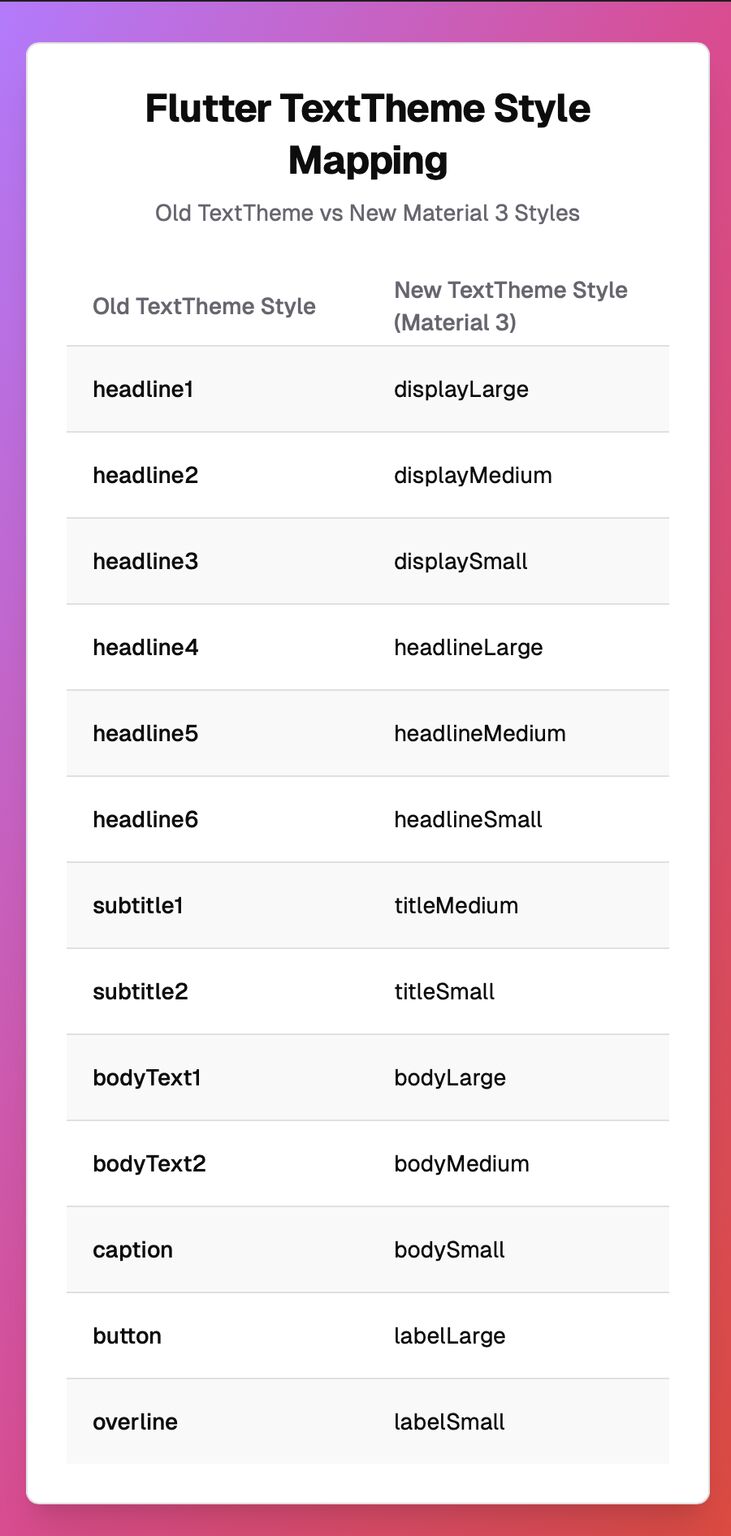 Flutter TextTheme Style
Mapping
Old TextTheme vs New Material 3 Styles
Old TextTheme Style
New TextTheme Style
(Material 3)
headline1 displayLarge
headline2 displayMedium
headline3 displaySmall
headline4 headlineLarge
headline5 headlineMedium
headline6 headlineSmall
subtitle1 titleMedium
subtitle2 titleSmall
bodyText1 bodyLarge
bodyText2 bodyMedium
caption bodySmall
button labelLarge
overline labelSmall